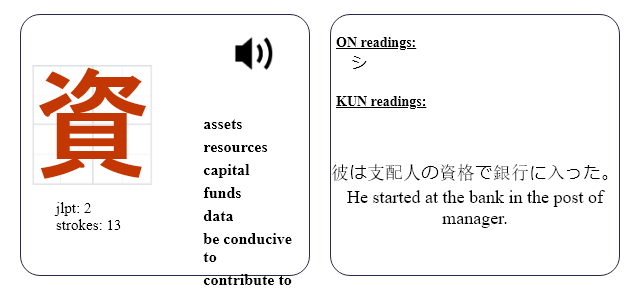 資
jlpt: 2
strokes: 13
assets
resources
capital
funds
data
be conducive
to
contribute to
ON readings:
シ
KUN readings:
彼は支配人の資格で銀行に入った。
He started at the bank in the post of
manager.